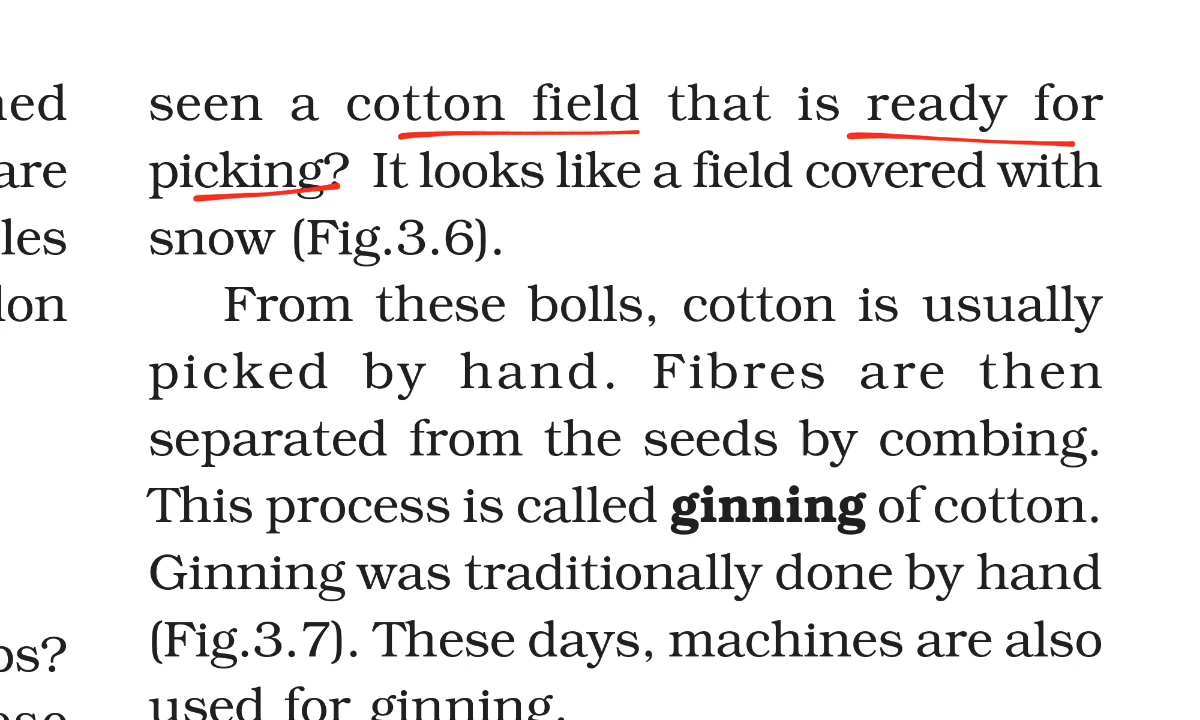 seen a cotton field that is ready for
picking? It looks like a field covered with
snow (Fig.3.6).
From these bolls, cotton is usually
picked by hand. Fibres are then
separated from the seeds by combing.
This process is called ginning of cotton.
Ginning was traditionally done by hand
(Fig.3.7). These days, machines are also
used for ginning.